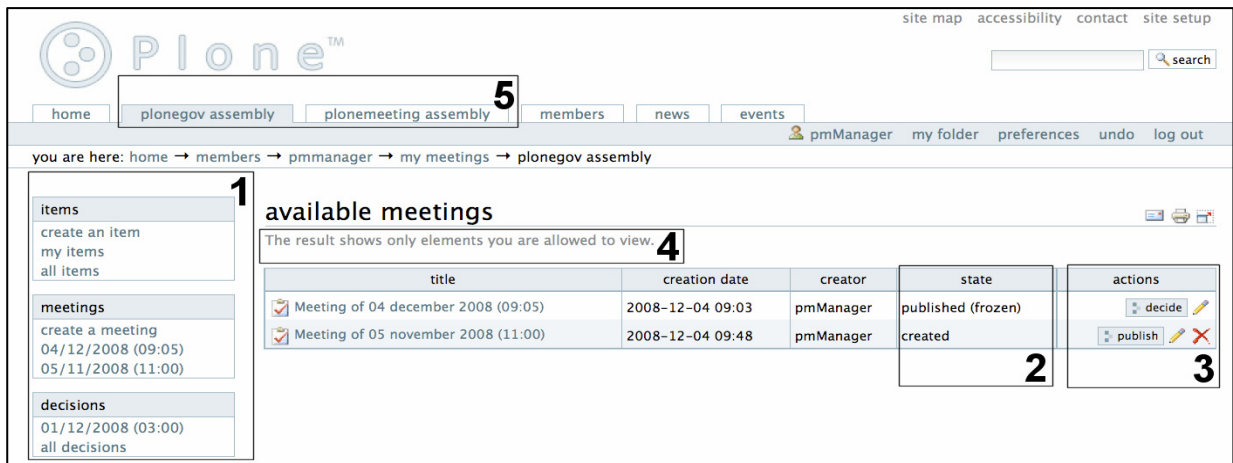 site map accessibility contact site setup
Plone™
search
5
home plonegov assembly plonemeeting assembly members news events
pmManager my folder preferences undo log out
you are here: home → members → pmmanager → my meetings → plonegov assembly
1
items
create an item
my items
all items
meetings
create a meeting
04/12/2008 (09:05)
05/11/2008 (11:00)
decisions
01/12/2008 (03:00)
all decisions
available meetings
The result shows only elements you are allowed to view.
4
title creation date creator state actions
Meeting of 04 december 2008 (09:05) 2008-12-04 09:03 pmManager published (frozen) decide
Meeting of 05 november 2008 (11:00) 2008-12-04 09:48 pmManager created publish
2 3